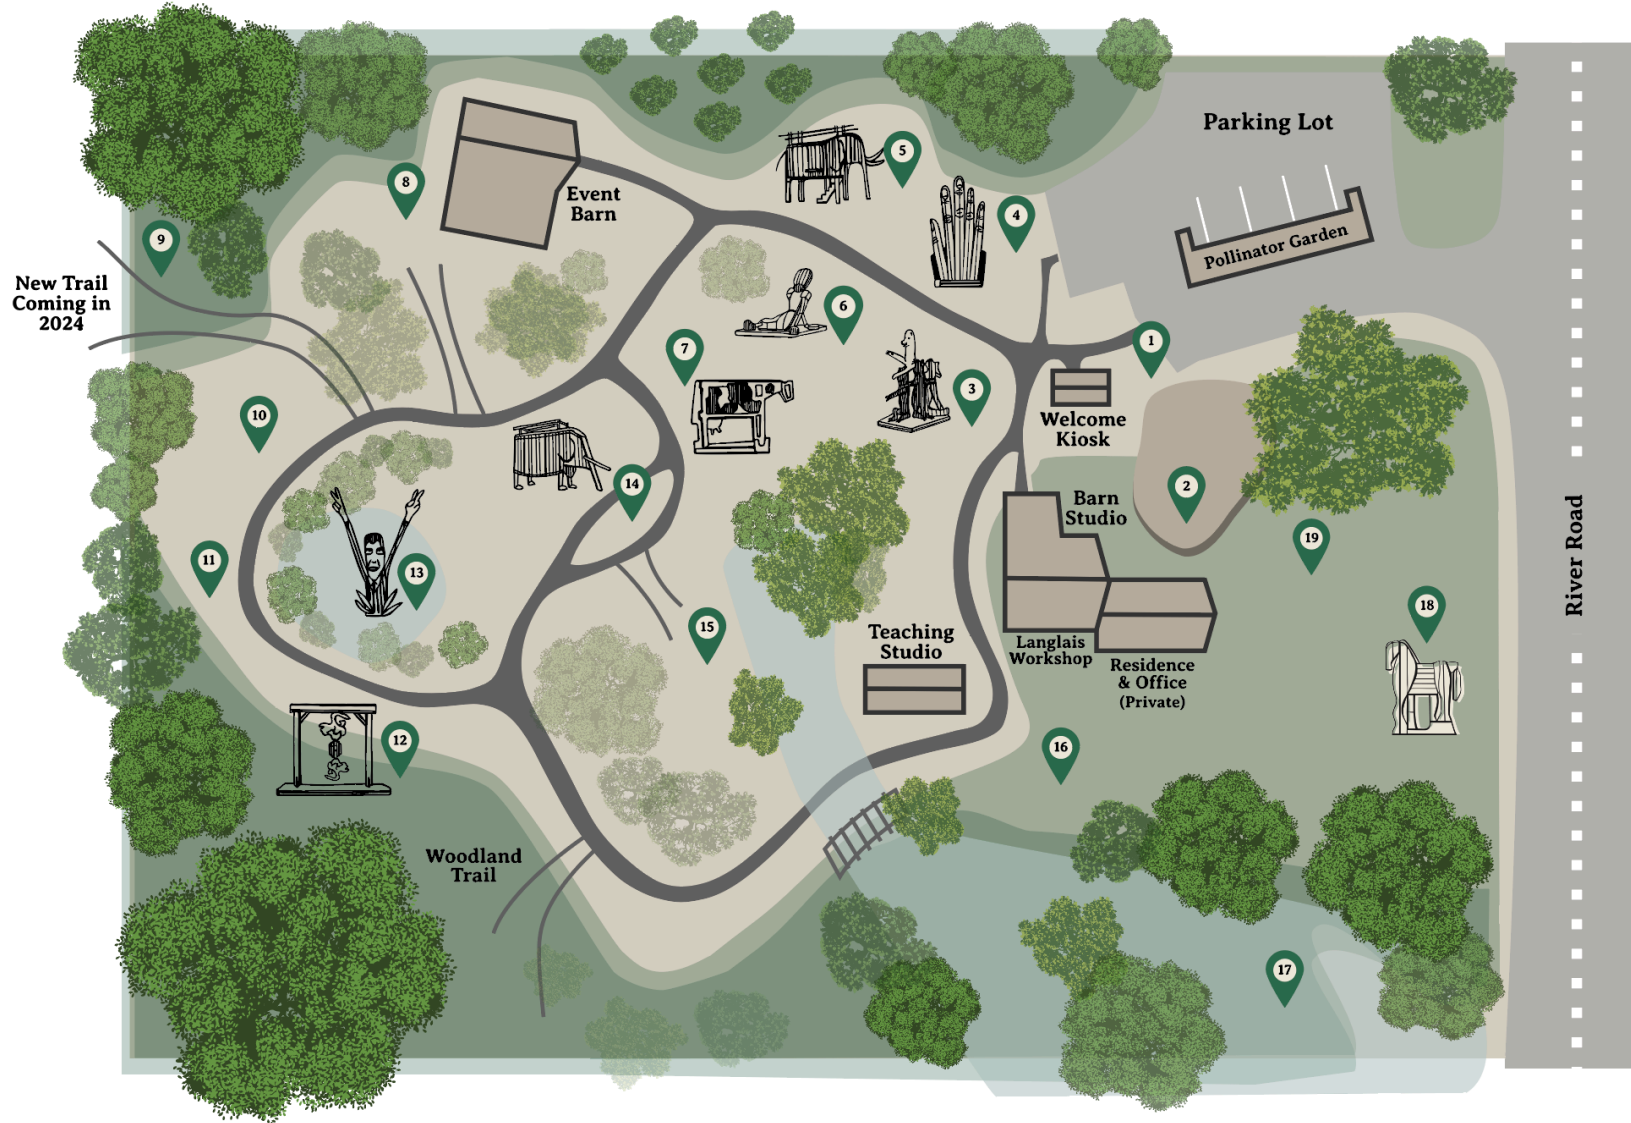 Parking Lot
5
8
Event
Barn
4
Pollinator Garden
9
New Trail
Coming in
2024
6
7
1
3
Welcome
Kiosk
10
14
2
Barn
Studio
19
River Road
11
13
18
15
Teaching
Studio
Langlais
Workshop
Residence
& Office
(Private)
12
16
Woodland
Trail
17